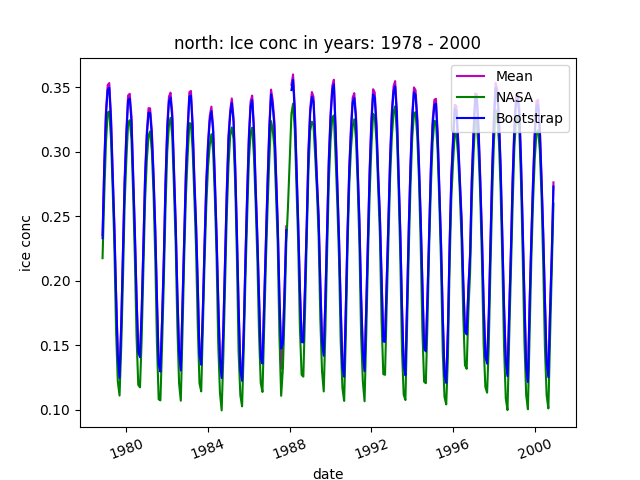 north: Ice conc in years: 1978 - 2000
Mean
NASA
Bootstrap
ice conc
0.35
0.30
0.25
0.20
0.15
0.10
1980
1984
1988
1992
1996
2000
date